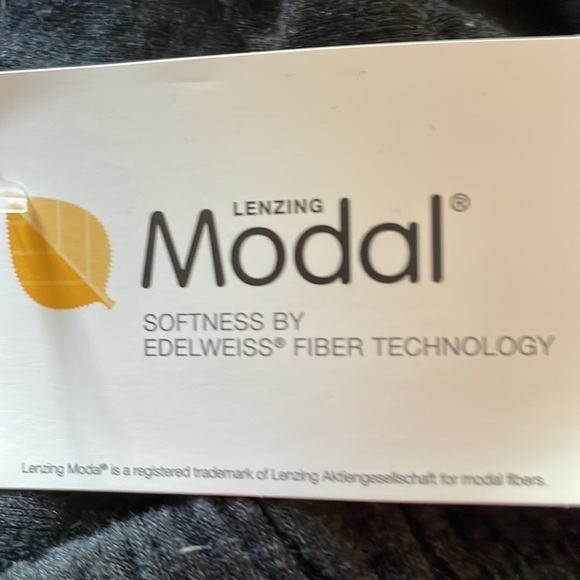 LENZING
Modal®
SOFTNESS BY
EDELWEISS® FIBER TECHNOLOGY
Lenzing Modal® is a registered trademark of Lenzing Aktiengesellschaft for modal fibers.